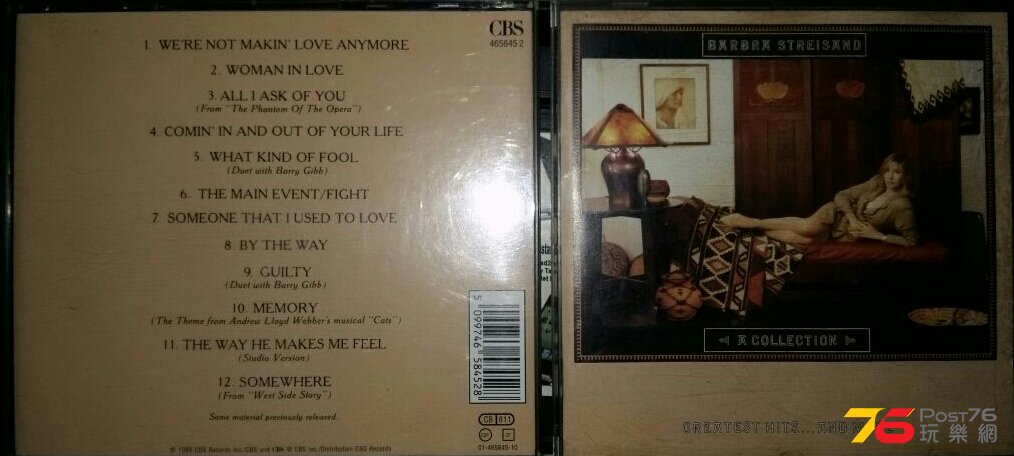 CBS
465845 2
1. WE'RE NOT MAKIN' LOVE ANYMORE
2. WOMAN IN LOVE
3. ALL I ASK OF YOU
(From "The Phantom Of The Opera")
4. COMIN' IN AND OUT OF YOUR LIFE
5. WHAT KIND OF FOOL
(Duet with Barry Gibb)
6. THE MAIN EVENT/FIGHT
7. SOMEONE THAT I USED TO LOVE
8. BY THE WAY
9. GUILTY
(Duet with Barry Gibb)
10. MEMORY
(The Theme from Andrew Lloyd Webber's musical "Cats")
11. THE WAY HE MAKES ME FEEL
(Studio Version)
12. SOMEWHERE
(From "West Side Story")
Some material previously released.
5 099746 584528
CB 811
01-465845-10
BARBRA STREISAND
A COLLECTION
GREATEST HITS... AND
76 Post76
玩樂網